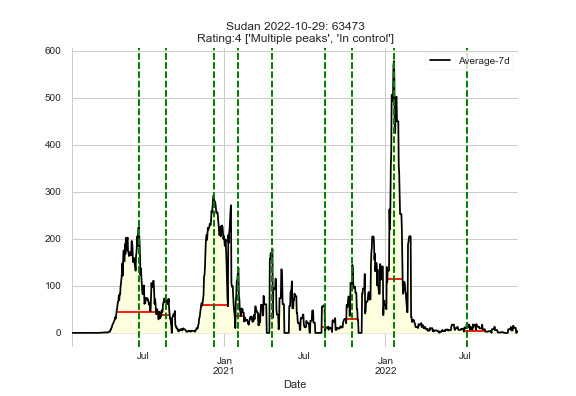 Sudan 2022-10-29: 63473
Rating:4 ['Multiple peaks', 'In control']
600
500
400
300
200
100
0
Average-7d
Jul
Jan
2021
Jul
Jan
2022
Jul
Date